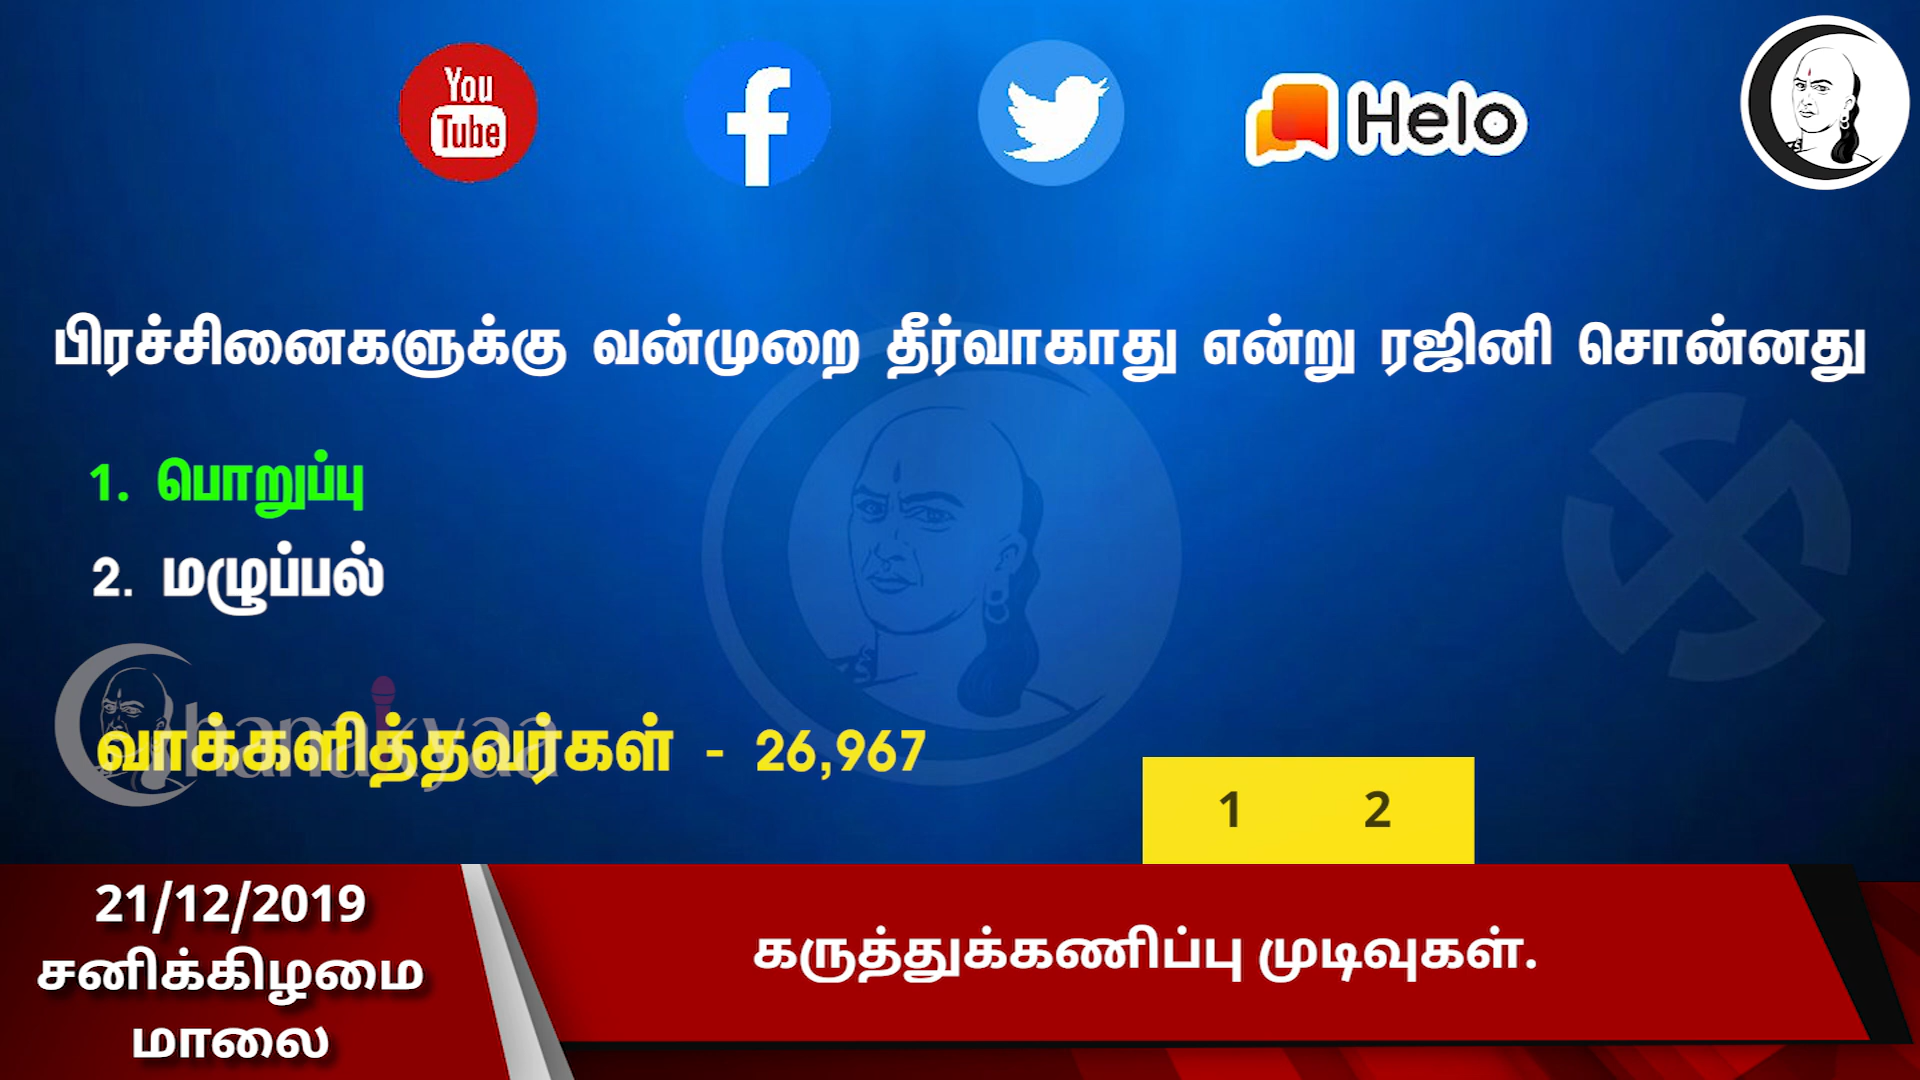 You
Tube
Helo
பிரச்சினைகளுக்கு வன்முறை தீர்வாகாது என்று ரஜினி சொன்னது
1. பொறுப்பு
2. மழுப்பல்
Chanakyaa
வாக்களித்தவர்கள் - 26,967
1 2
21/12/2019
சனிக்கிழமை
மாலை
கருத்துக்கணிப்பு முடிவுகள்.